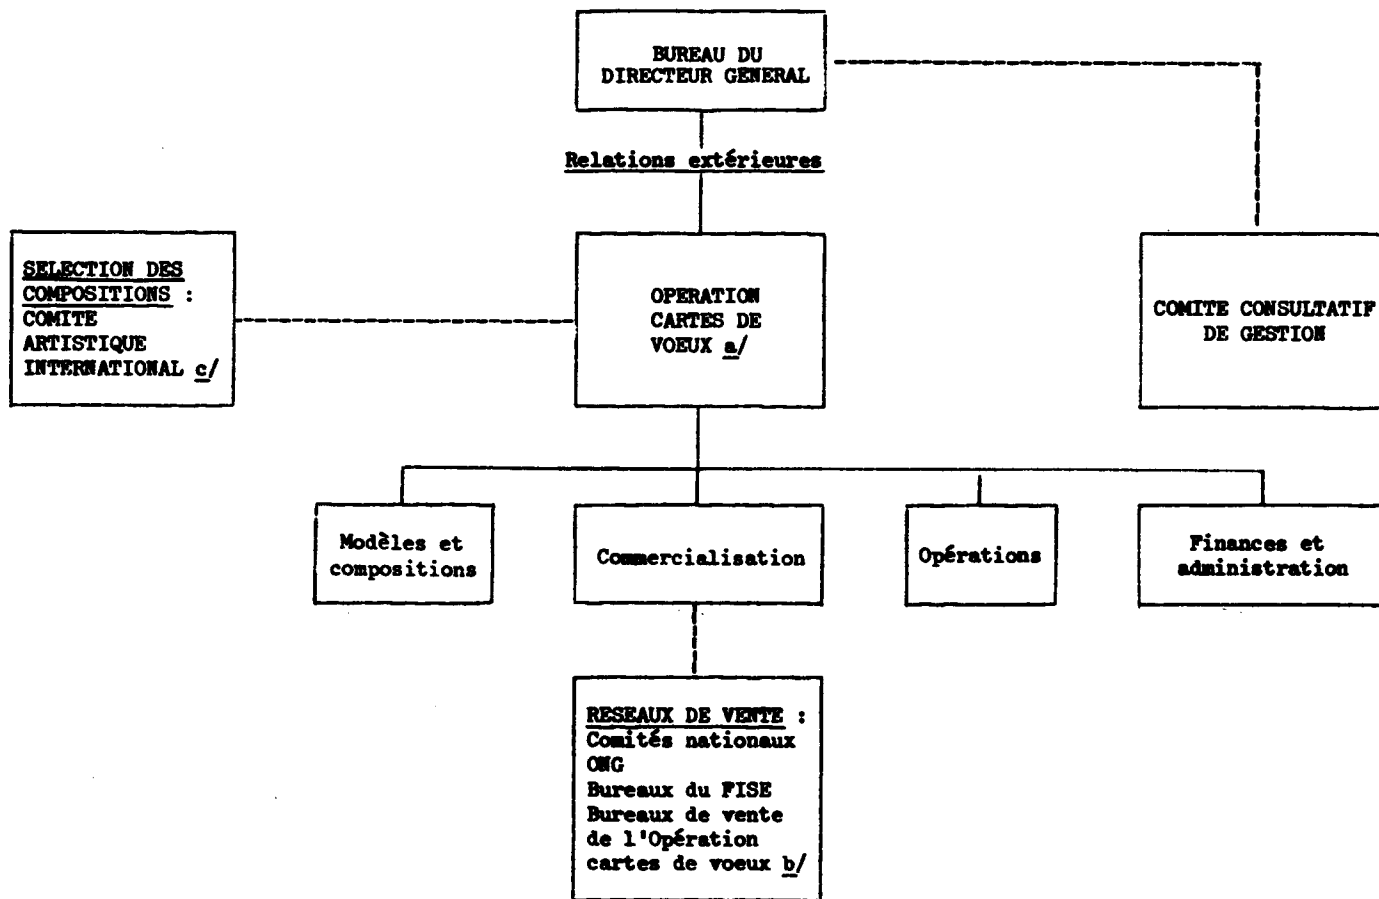 BUREAU DU
DIRECTEUR GENERAL
Relations extérieures
SELECTION DES
COMPOSITIONS :
COMITE
ARTISTIQUE
INTERNATIONAL c/
OPERATION
CARTES DE
VOEUX a/
COMITE CONSULTATIF
DE GESTION
Modèles et
compositions
Commercialisation
Opérations
Finances et
administration
RESEAUX DE VENTE :
Comités nationaux
ONG
Bureaux du FISE
Bureaux de vente
de l'Opération
cartes de voeux b/